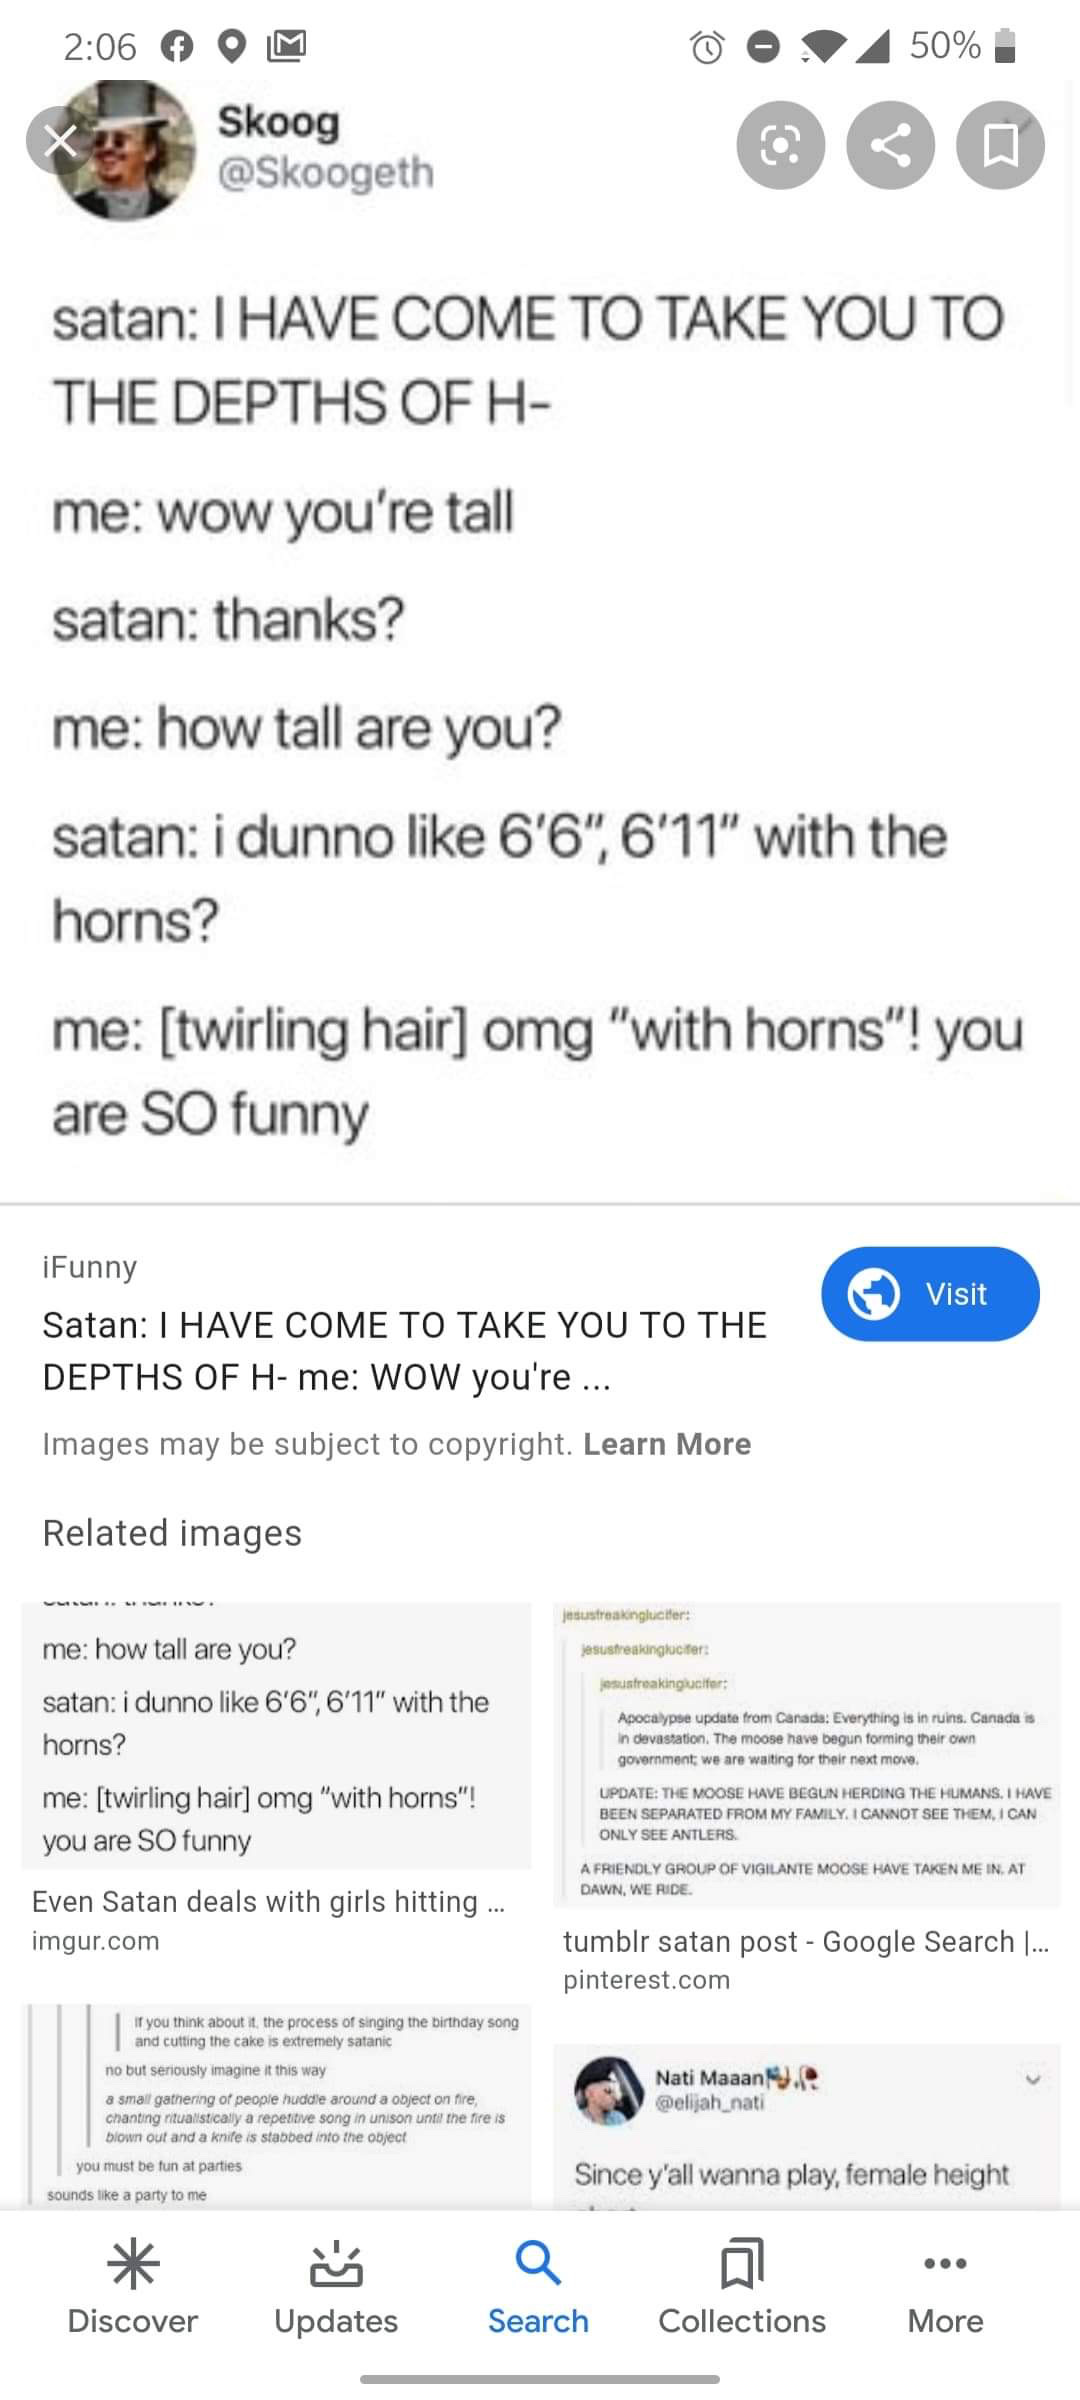 2:06
50%
Skoog
@Skoogeth
satan: I HAVE COME TO TAKE YOU TO
THE DEPTHS OF H-
me: wow you're tall
satan: thanks?
me: how tall are you?
satan: i dunno like 6'6", 6'11" with the
horns?
me: [twirling hair] omg "with horns"! you
are SO funny
iFunny
Visit
Satan: I HAVE COME TO TAKE YOU TO THE
DEPTHS OF H- me: WOW you're ...
Images may be subject to copyright. Learn More
Related images
me: how tall are you?
satan: i dunno like 6'6", 6'11" with the
horns?
me: [twirling hair] omg "with horns"!
you are SO funny
Even Satan deals with girls hitting ...
imgur.com
jesusfreakinglucifer:
jesusfreakinglucifer:
jesusfreakinglucifer:
Apocalypse update from Canada: Everything is in ruins. Canada is
in devastation. The moose have begun forming their own
government; we are waiting for their next move.
UPDATE: THE MOOSE HAVE BEGUN HERDING THE HUMANS. I HAVE
BEEN SEPARATED FROM MY FAMILY. I CANNOT SEE THEM, I CAN
ONLY SEE ANTLERS.
A FRIENDLY GROUP OF VIGILANTE MOOSE HAVE TAKEN ME IN. AT
DAWN, WE RIDE.
tumblr satan post - Google Search |...
pinterest.com
If you think about it, the process of singing the birthday song
and cutting the cake is extremely satanic
no but seriously imagine it this way
a small gathering of people huddle around a object on fire,
chanting ritualistically a repetitive song in unison until the fire is
blown out and a knife is stabbed into the object
you must be fun at parties
sounds like a party to me
Nati Maaan
@elijah_nati
Since y'all wanna play, female height
Discover
Updates
Search
Collections
More